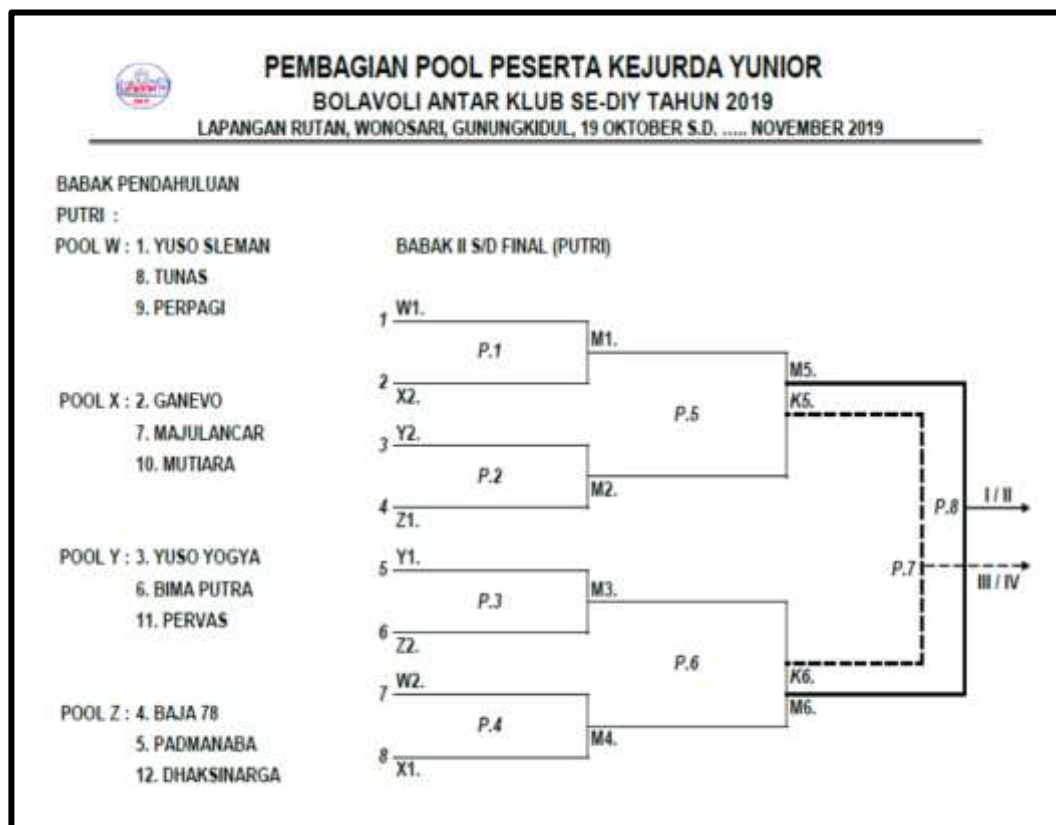 PEMBAGIAN POOL PESERTA KEJURDA YUNIOR
BOLAVOLI ANTAR KLUB SE-DIY TAHUN 2019
LAPANGAN RUTAN, WONOSARI, GUNUNGKIDUL, 19 OKTOBER S.D. ..... NOVEMBER 2019
BABAK PENDAHULUAN
PUTRI :
POOL W : 1. YUSO SLEMAN
8. TUNAS
9. PERPAGI
POOL X : 2. GANEVO
7. MAJULANCAR
10. MUTIARA
POOL Y : 3. YUSO YOGYA
6. BIMA PUTRA
11. PERVAS
POOL Z : 4. BAJA 78
5. PADMANABA
12. DHAKSINARGA
BABAK II S/D FINAL (PUTRI)
1 W1.
P.1
2 X2.
M1.
3 Y2.
P.2
4 Z1.
M2.
P.5
5 Y1.
P.3
6 Z2.
M3.
7 W2.
P.4
8 X1.
M4.
P.6
M5.
K5.
K6.
M6.
P.7
P.8
I / II
III / IV